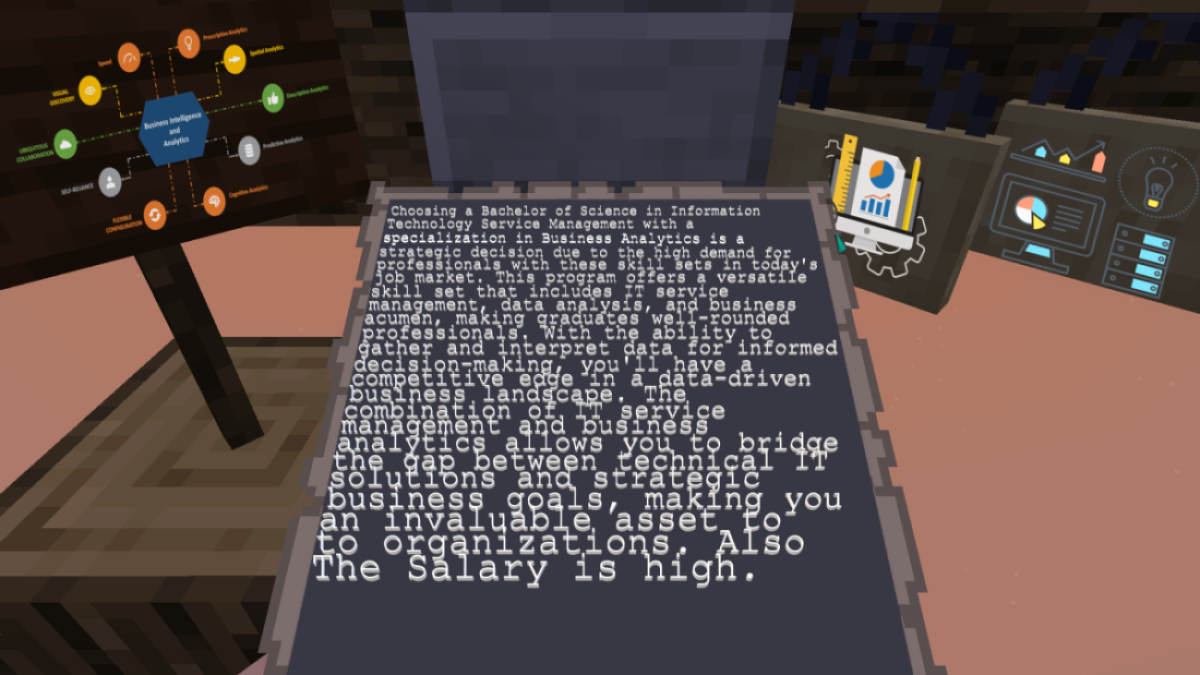 Prescriptive Analytics
Speed
Spatial Analytics
VISUAL
DISCOVERY
Descriptive Analytics
Business Intelligence
and
Analytics
UBIQUITOUS
COLLABORATION
Predictive Analytics
SELF-RELIANCE
Cognitive Analytics
FLEXIBLE
CONFIGURATION
Choosing a Bachelor of Science in Information
Technology Service Management with a
specialization in Business Analytics is a
strategic decision due to the high demand for
professionals with these skill sets in today's
job market. This program offers a versatile
skill set that includes IT service
management, data analysis, and business
acumen, making graduates well-rounded
professionals. With the ability to
gather and interpret data for informed
decision-making, you'll have a
competitive edge in a data-driven
business landscape. The
combination of IT service
management and business
analytics allows you to bridge
the gap between technical IT
solutions and strategic
business goals, making you
an invaluable asset to
to organizations. Also
The Salary is high.